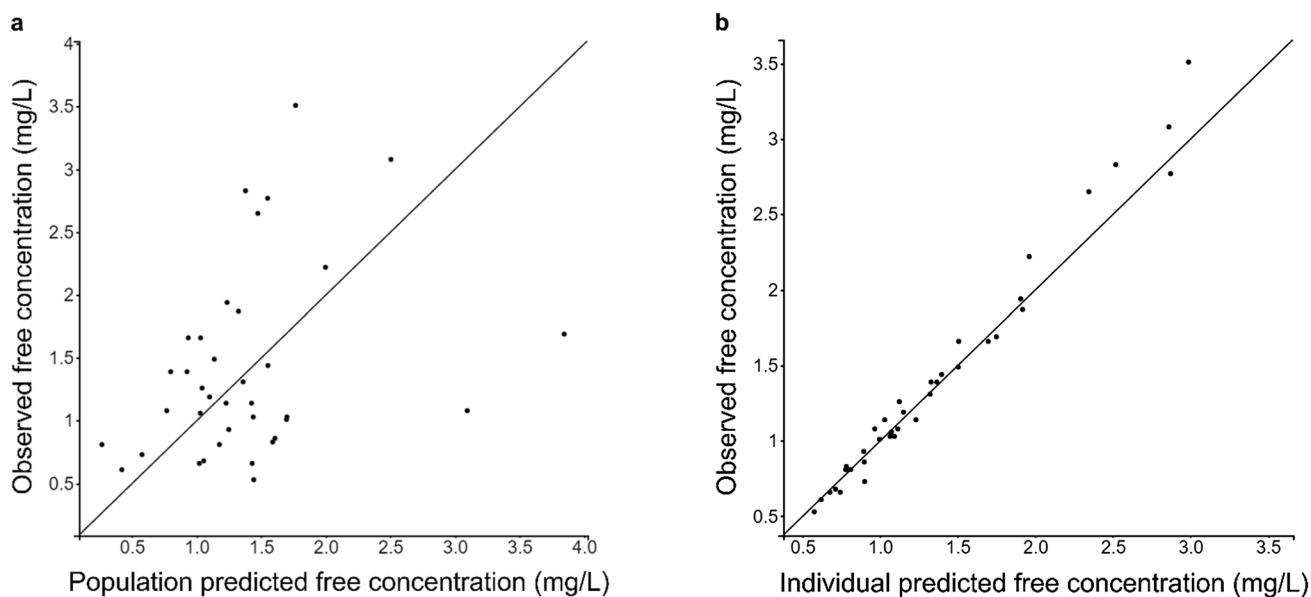 a
4
3.5
3
2.5
2
1.5
1
0.5
Observed free concentration (mg/L)
0.5 1.0 1.5 2.0 2.5 3.0 3.5 4.0
Population predicted free concentration (mg/L)
b
3.5
3
2.5
2
1.5
1
0.5
Observed free concentration (mg/L)
0.5 1.0 1.5 2.0 2.5 3.0 3.5
Individual predicted free concentration (mg/L)